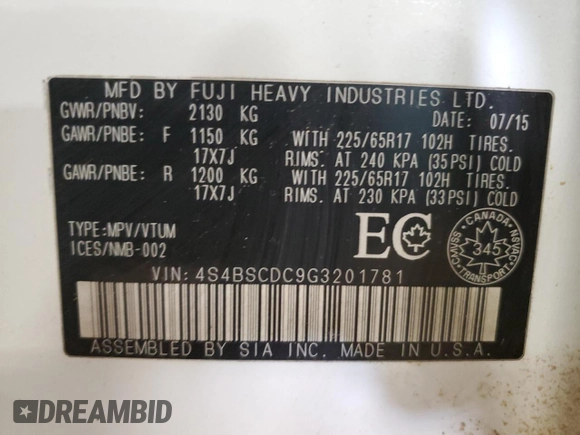 MFD BY FUJI HEAVY INDUSTRIES LTD.
GVWR/PNBV: 2130 KG DATE: 07/15
GAWR/PNBE: F 1150 KG WITH 225/65R17 102H TIRES.
17X7J RIMS. AT 240 KPA (35PSI) COLD
GAWR/PNBE: R 1200 KG WITH 225/65R17 102H TIRES.
17X7J RIMS. AT 230 KPA (33PSI) COLD
TYPE:MPV/VTUM
ICES/NMB-002
EC
CANADA
CMVSS 345 NSVAC
TRANSPORT
VIN: 4S4BSCDC9G3201781
ASSEMBLED BY SIA INC. MADE IN U.S.A.
DREAMBID